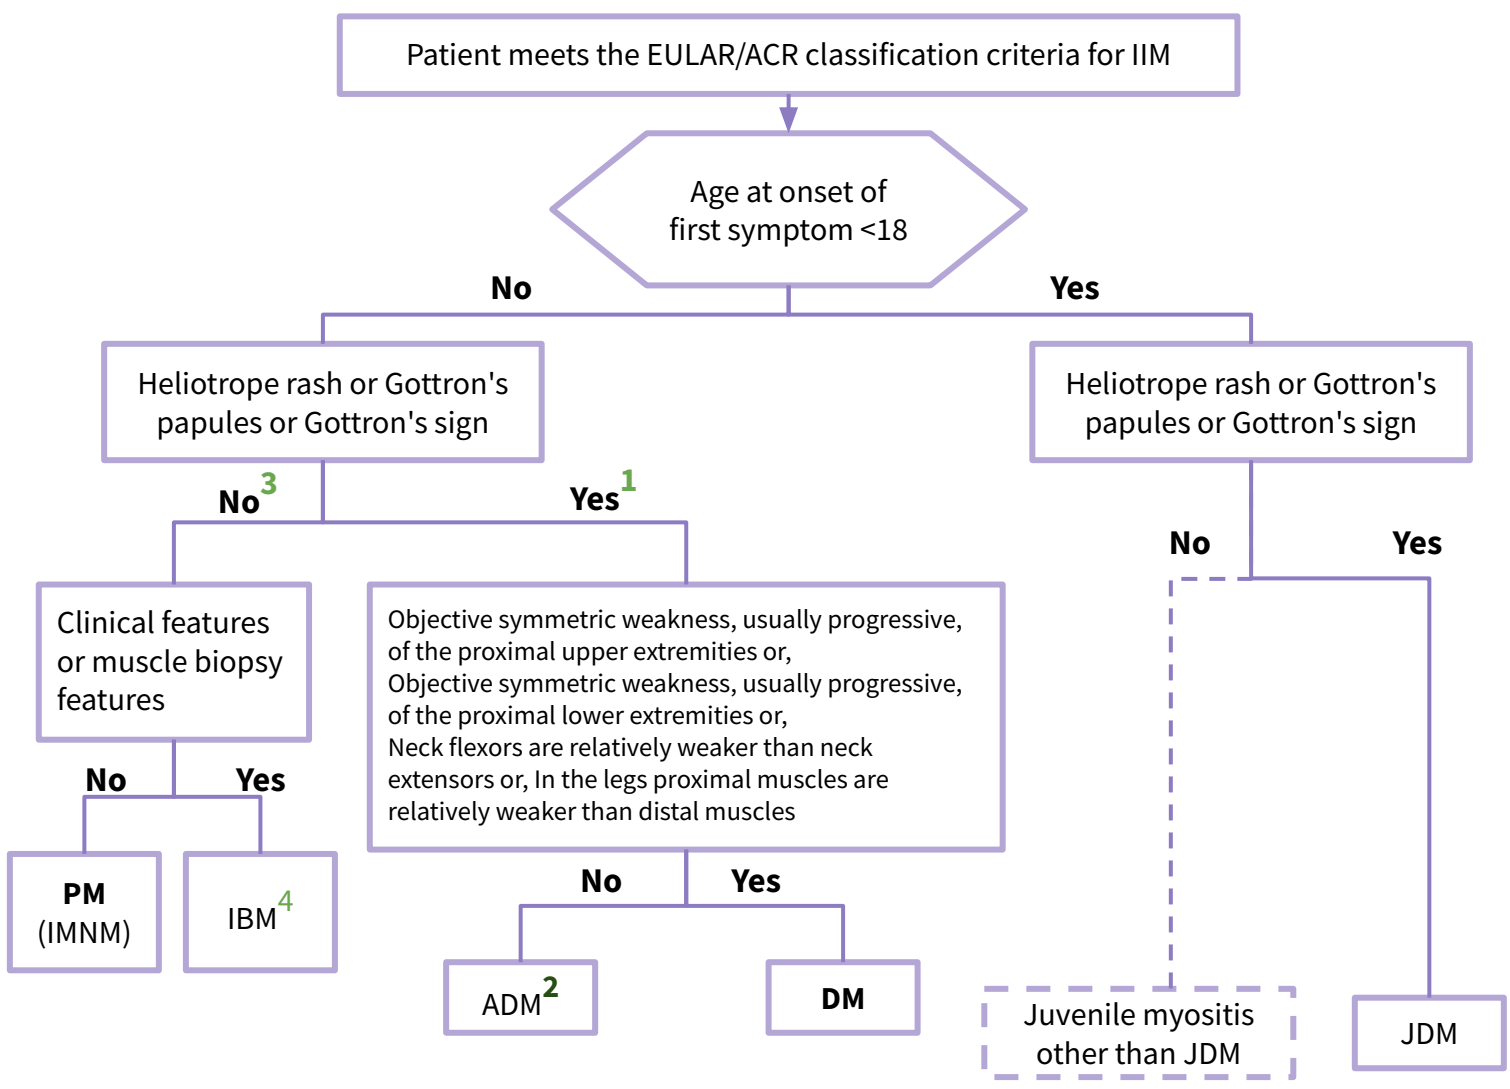 Patient meets the EULAR/ACR classification criteria for IIM
Age at onset of
first symptom <18
No
Yes
Heliotrope rash or Gottron's
papules or Gottron's sign
Heliotrope rash or Gottron's
papules or Gottron's sign
No3
Yes1
No
Yes
Clinical features
or muscle biopsy
features
Objective symmetric weakness, usually progressive,
of the proximal upper extremities or,
Objective symmetric weakness, usually progressive,
of the proximal lower extremities or,
Neck flexors are relatively weaker than neck
extensors or, In the legs proximal muscles are
relatively weaker than distal muscles
No
Yes
PM
(IMNM)
IBM4
No
Yes
ADM2
DM
Juvenile myositis
other than JDM
JDM